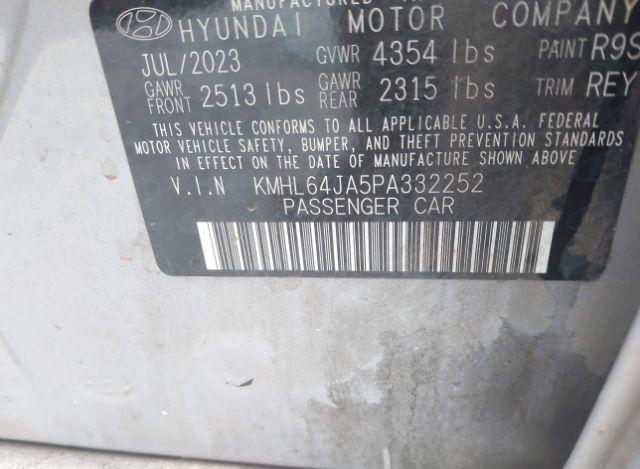 MANUFACTURED
HYUNDAI MOTOR COMPANY
JUL/2023 GVWR 4354 lbs PAINT R9S
GAWR FRONT 2513 lbs GAWR REAR 2315 lbs TRIM REY
THIS VEHICLE CONFORMS TO ALL APPLICABLE U.S.A. FEDERAL
MOTOR VEHICLE SAFETY, BUMPER, AND THEFT PREVENTION STANDARDS
IN EFFECT ON THE DATE OF MANUFACTURE SHOWN ABOVE.
V.I.N KMHL64JA5PA332252
PASSENGER CAR